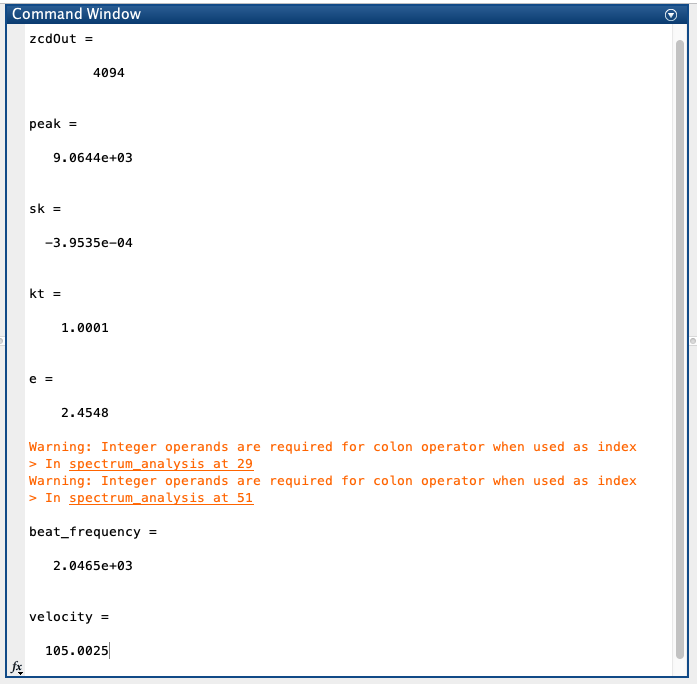 Command Window
zcdOut =
4094
peak =
9.0644e+03
sk =
-3.9535e-04
kt =
1.0001
e =
2.4548
Warning: Integer operands are required for colon operator when used as index
> In spectrum_analysis at 29
Warning: Integer operands are required for colon operator when used as index
> In spectrum_analysis at 51
beat_frequency =
2.0465e+03
velocity =
105.0025
fx